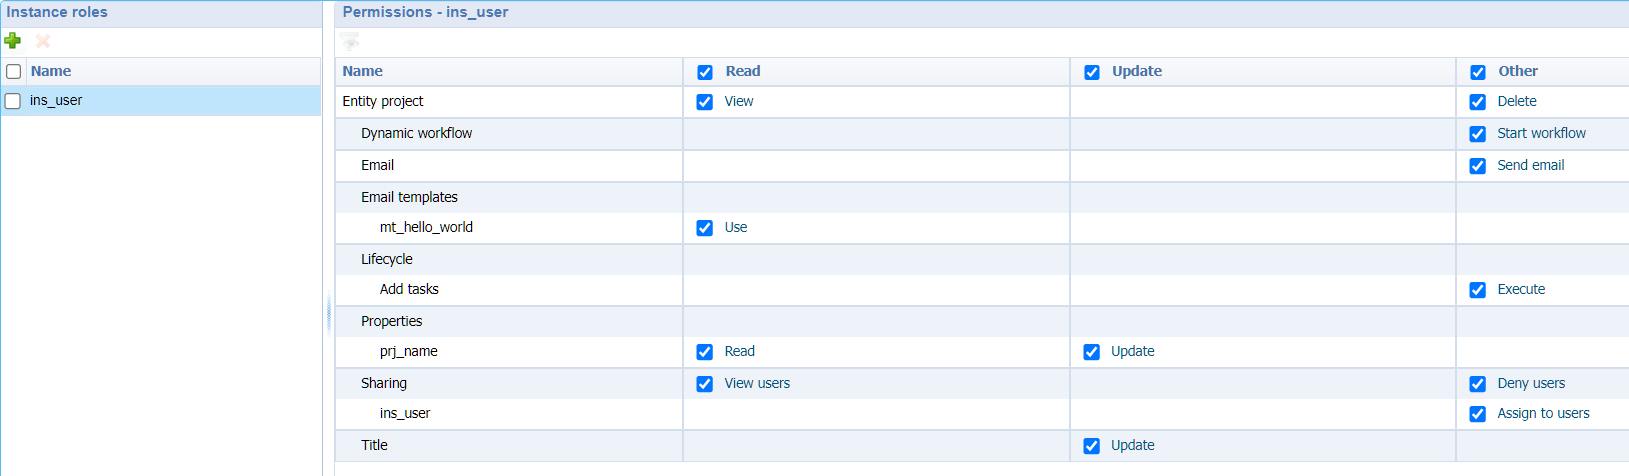 Instance roles
Name
ins_user
Permissions - ins_user
Name Read Update Other
Entity project View Delete
Dynamic workflow Start workflow
Email Send email
Email templates
mt_hello_world Use
Lifecycle
Add tasks Execute
Properties
prj_name Read Update
Sharing View users Deny users
ins_user Assign to users
Title Update